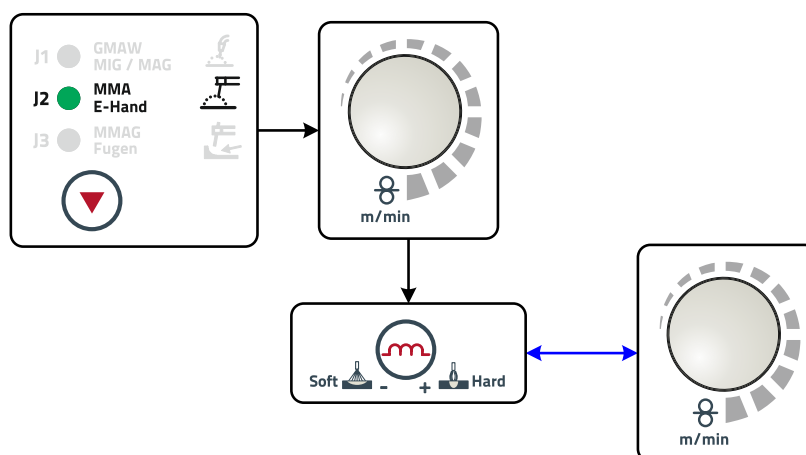 J1 GMAW
MIG / MAG
J2 MMA
E-Hand
J3 MMAG
Fugen
m/min
Soft - + Hard
m/min